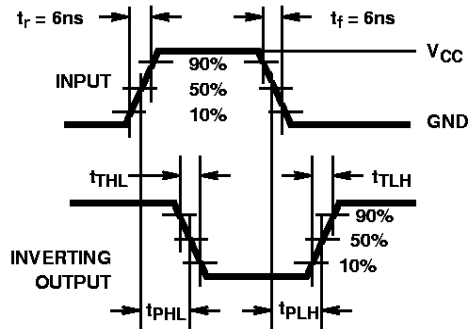 tr = 6ns
tf = 6ns
VCC
INPUT
90%
50%
10%
GND
tTHL
tTLH
90%
50%
10%
INVERTING
OUTPUT
tPHL
tPLH